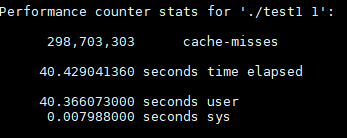 Performance counter stats for './test1 1':
298,703,303 cache-misses
40.429041360 seconds time elapsed
40.366073000 seconds user
0.007988000 seconds sys